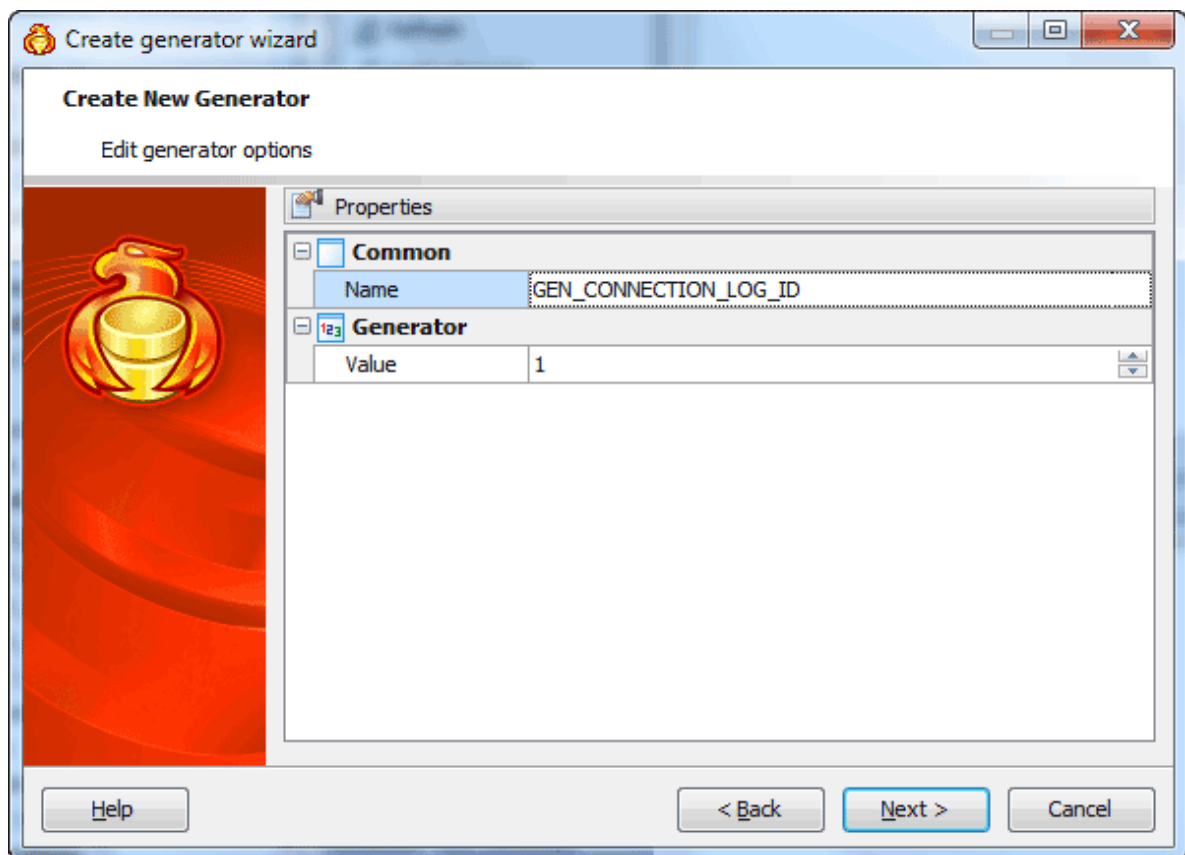 Create generator wizard
Create New Generator
Edit generator options
Properties
Common
Name GEN_CONNECTION_LOG_ID
123 Generator
Value 1
Help < Back Next > Cancel